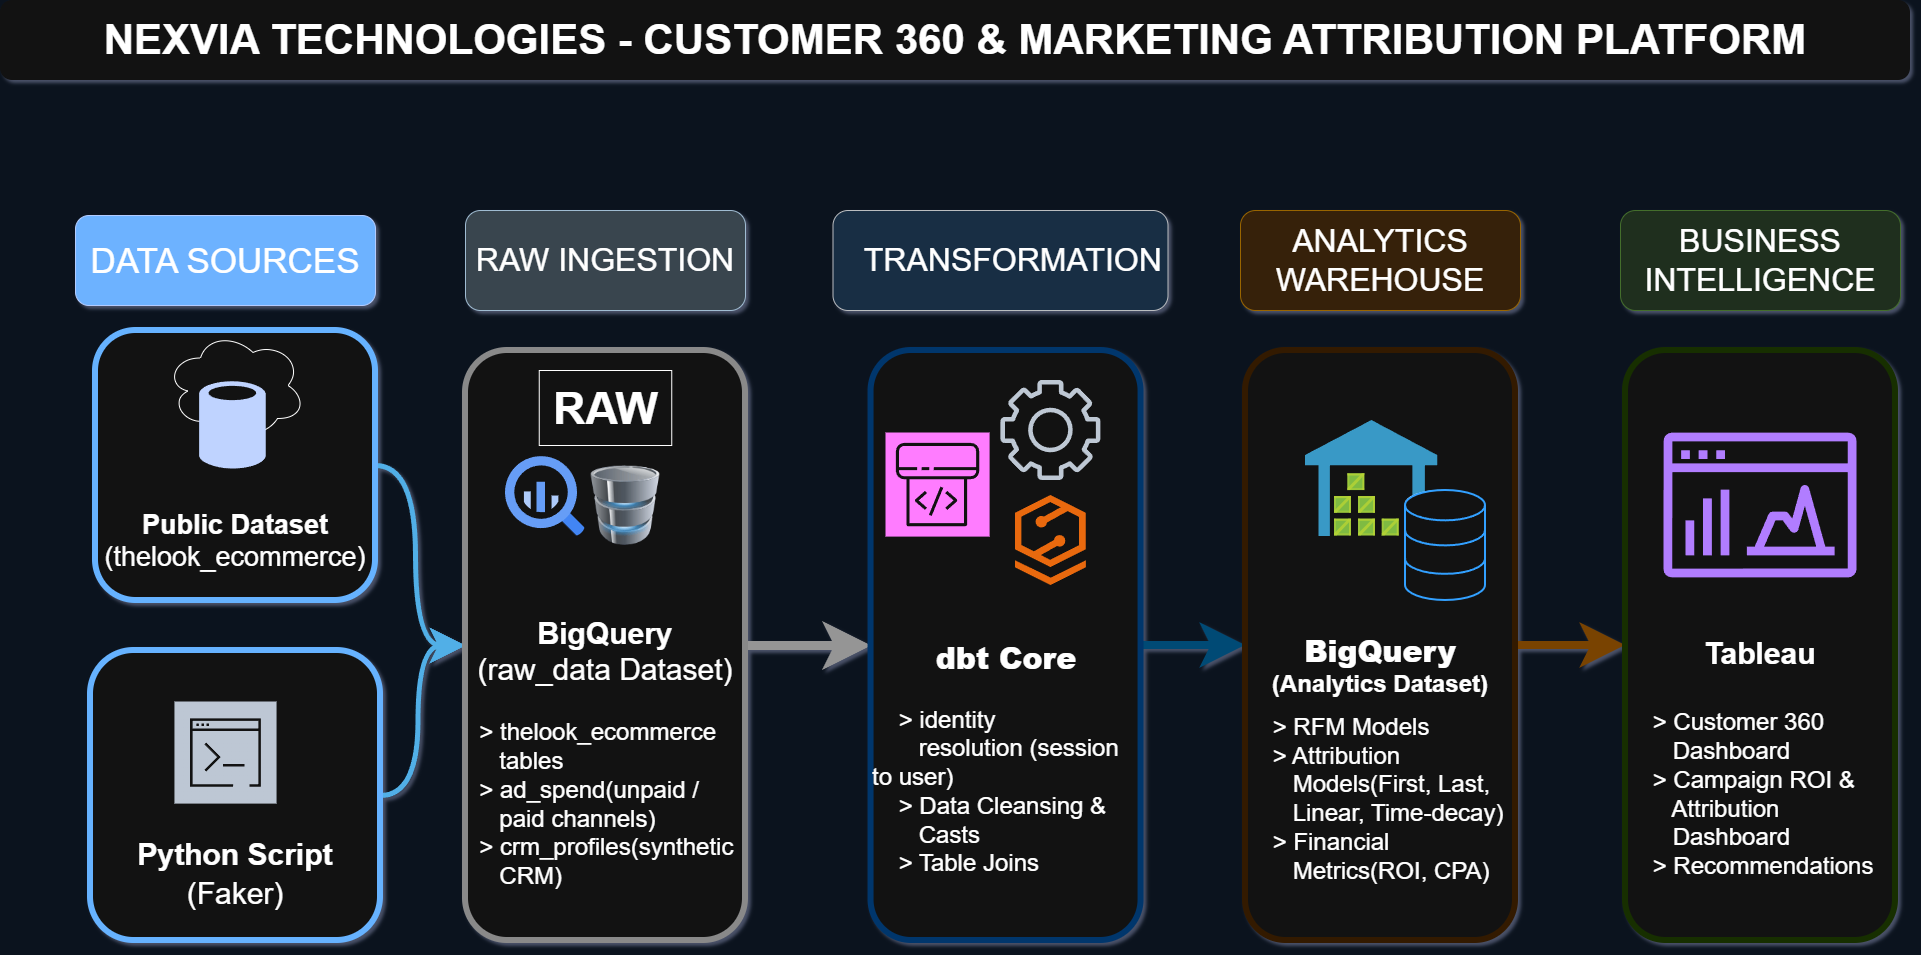 NEXVIA TECHNOLOGIES - CUSTOMER 360 & MARKETING ATTRIBUTION PLATFORM
DATA SOURCES
Public Dataset
(thelook_ecommerce)
Python Script
(Faker)
RAW INGESTION
RAW
BigQuery
(raw_data Dataset)
> thelook_ecommerce
tables
> ad_spend(unpaid /
paid channels)
> crm_profiles(synthetic
CRM)
TRANSFORMATION
</>
dbt Core
> identity
resolution (session
to user)
> Data Cleansing &
Casts
> Table Joins
ANALYTICS
WAREHOUSE
BigQuery
(Analytics Dataset)
> RFM Models
> Attribution
Models(First, Last,
Linear, Time-decay)
> Financial
Metrics(ROI, CPA)
BUSINESS
INTELLIGENCE
Tableau
> Customer 360
Dashboard
> Campaign ROI &
Attribution
Dashboard
> Recommendations